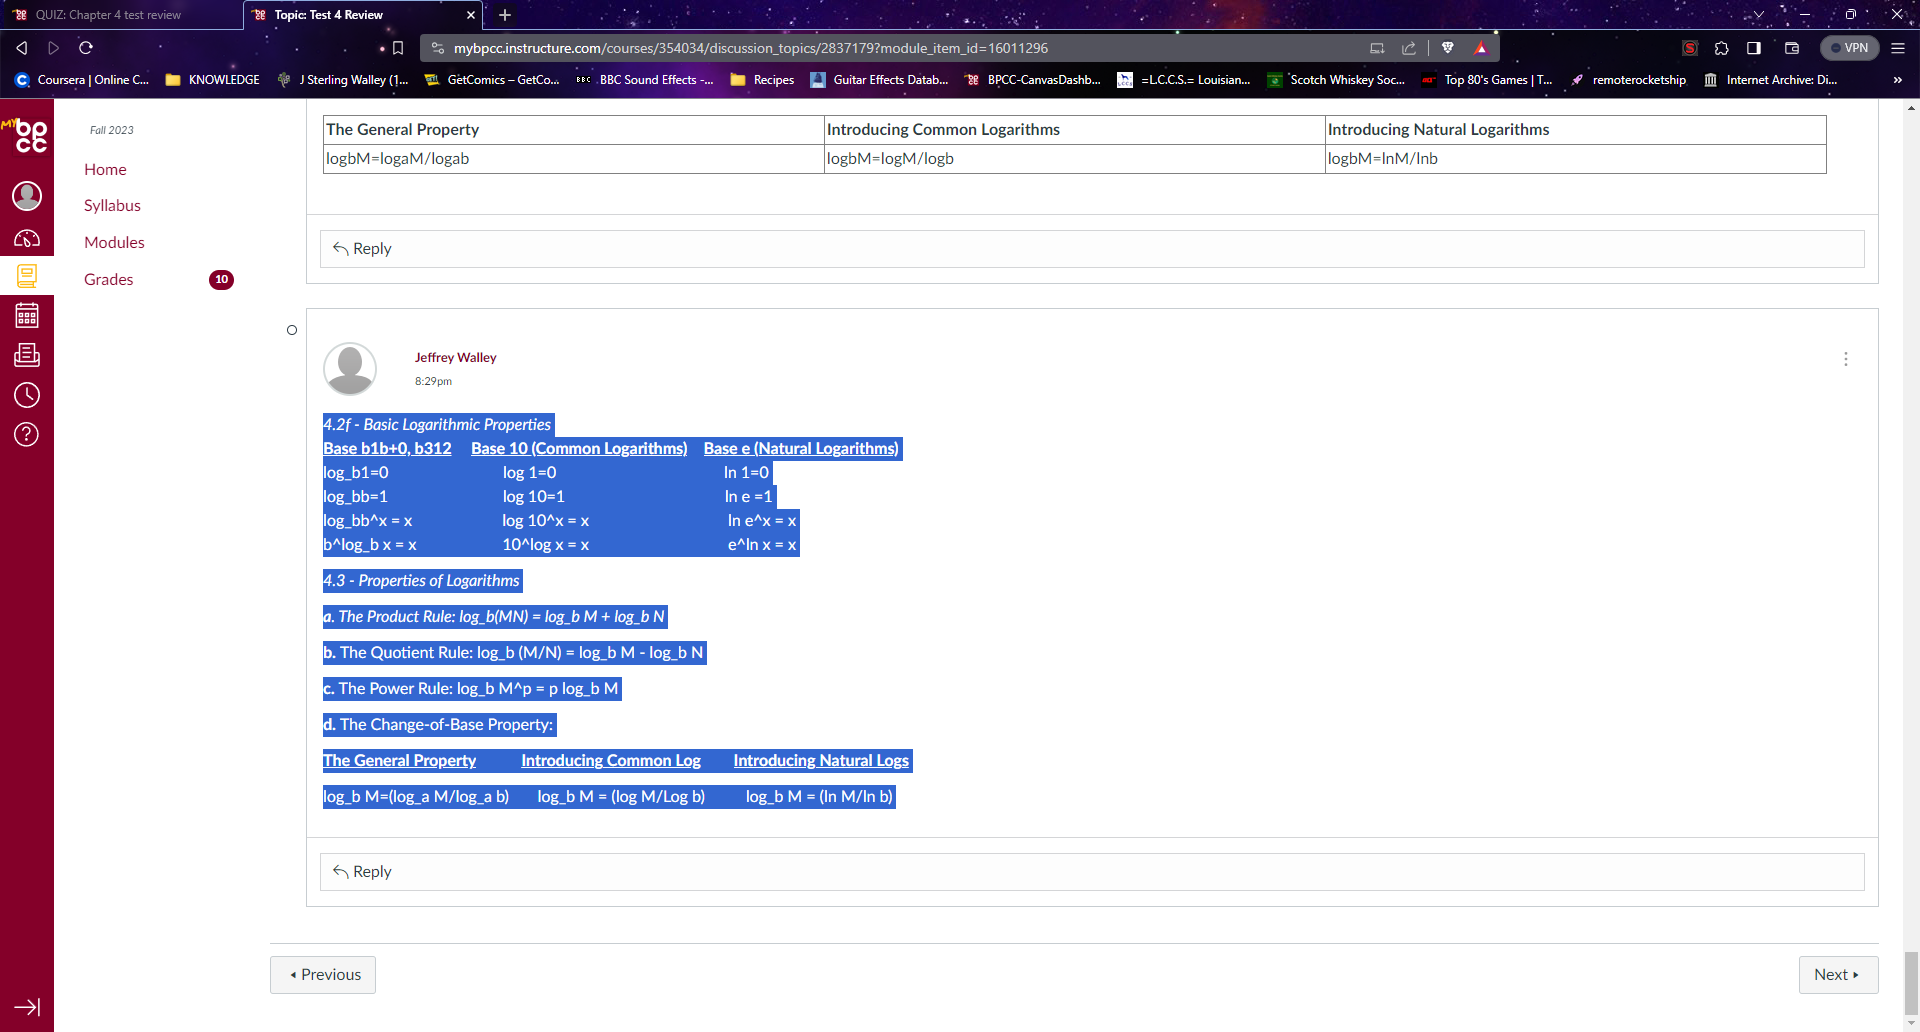 QUIZ: Chapter 4 test review
Topic: Test 4 Review
mybpcc.instructure.com/courses/354034/discussion_topics/2837179?module_item_id=16011296
VPN
Coursera | Online C... KNOWLEDGE J Sterling Walley (1... GetComics – GetCo... BBC BBC Sound Effects -... Recipes Guitar Effects Datab... BPCC-CanvasDashb... =L.C.C.S.= Louisian... Scotch Whiskey Soc... Top 80's Games | T... remoterocketship Internet Archive: Di... »
MY bpcc
Fall 2023
Home
Syllabus
Modules
Grades 10
The General Property Introducing Common Logarithms Introducing Natural Logarithms
logbM=logaM/logab logbM=logM/logb logbM=lnM/lnb
Reply
Jeffrey Walley
8:29pm
4.2f - Basic Logarithmic Properties
Base b1b+0, b312 Base 10 (Common Logarithms) Base e (Natural Logarithms)
log_b1=0 log 1=0 ln 1=0
log_bb=1 log 10=1 ln e =1
log_bb^x = x log 10^x = x ln e^x = x
b^log_b x = x 10^log x = x e^ln x = x
4.3 - Properties of Logarithms
a. The Product Rule: log_b(MN) = log_b M + log_b N
b. The Quotient Rule: log_b (M/N) = log_b M - log_b N
c. The Power Rule: log_b M^p = p log_b M
d. The Change-of-Base Property:
The General Property Introducing Common Log Introducing Natural Logs
log_b M=(log_a M/log_a b) log_b M = (log M/Log b) log_b M = (ln M/ln b)
Reply
Previous
Next